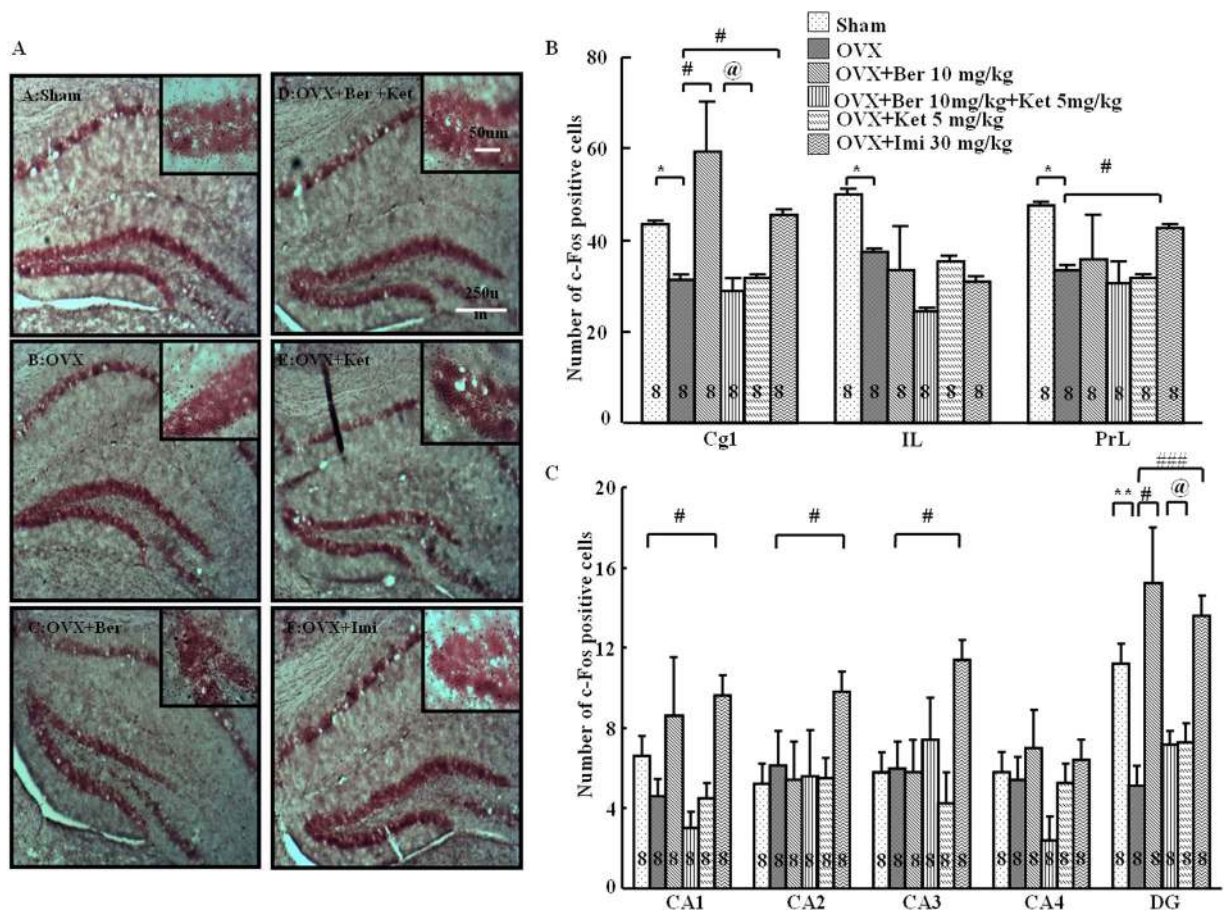 A
A:Sham
D:OVX+Ber +Ket
50um
250u
m
B:OVX
E:OVX+Ket
C:OVX+Ber
F:OVX+Imi
B
Sham
OVX
OVX+Ber 10 mg/kg
OVX+Ber 10mg/kg+Ket 5mg/kg
OVX+Ket 5 mg/kg
OVX+Imi 30 mg/kg
Number of c-Fos positive cells
80
60
40
20
0
# # @ *
*
* #
8 8 8 8 8 8
8 8 8 8 8 8
8 8 8 8 8 8
Cg1 IL PrL
C
Number of c-Fos positive cells
20
16
12
8
4
0
#
#
#
###
** # @
8 8 8 8 8 8
8 8 8 8 8 8
8 8 8 8 8 8
8 8 8 8 8 8
8 8 8 8 8 8
CA1 CA2 CA3 CA4 DG